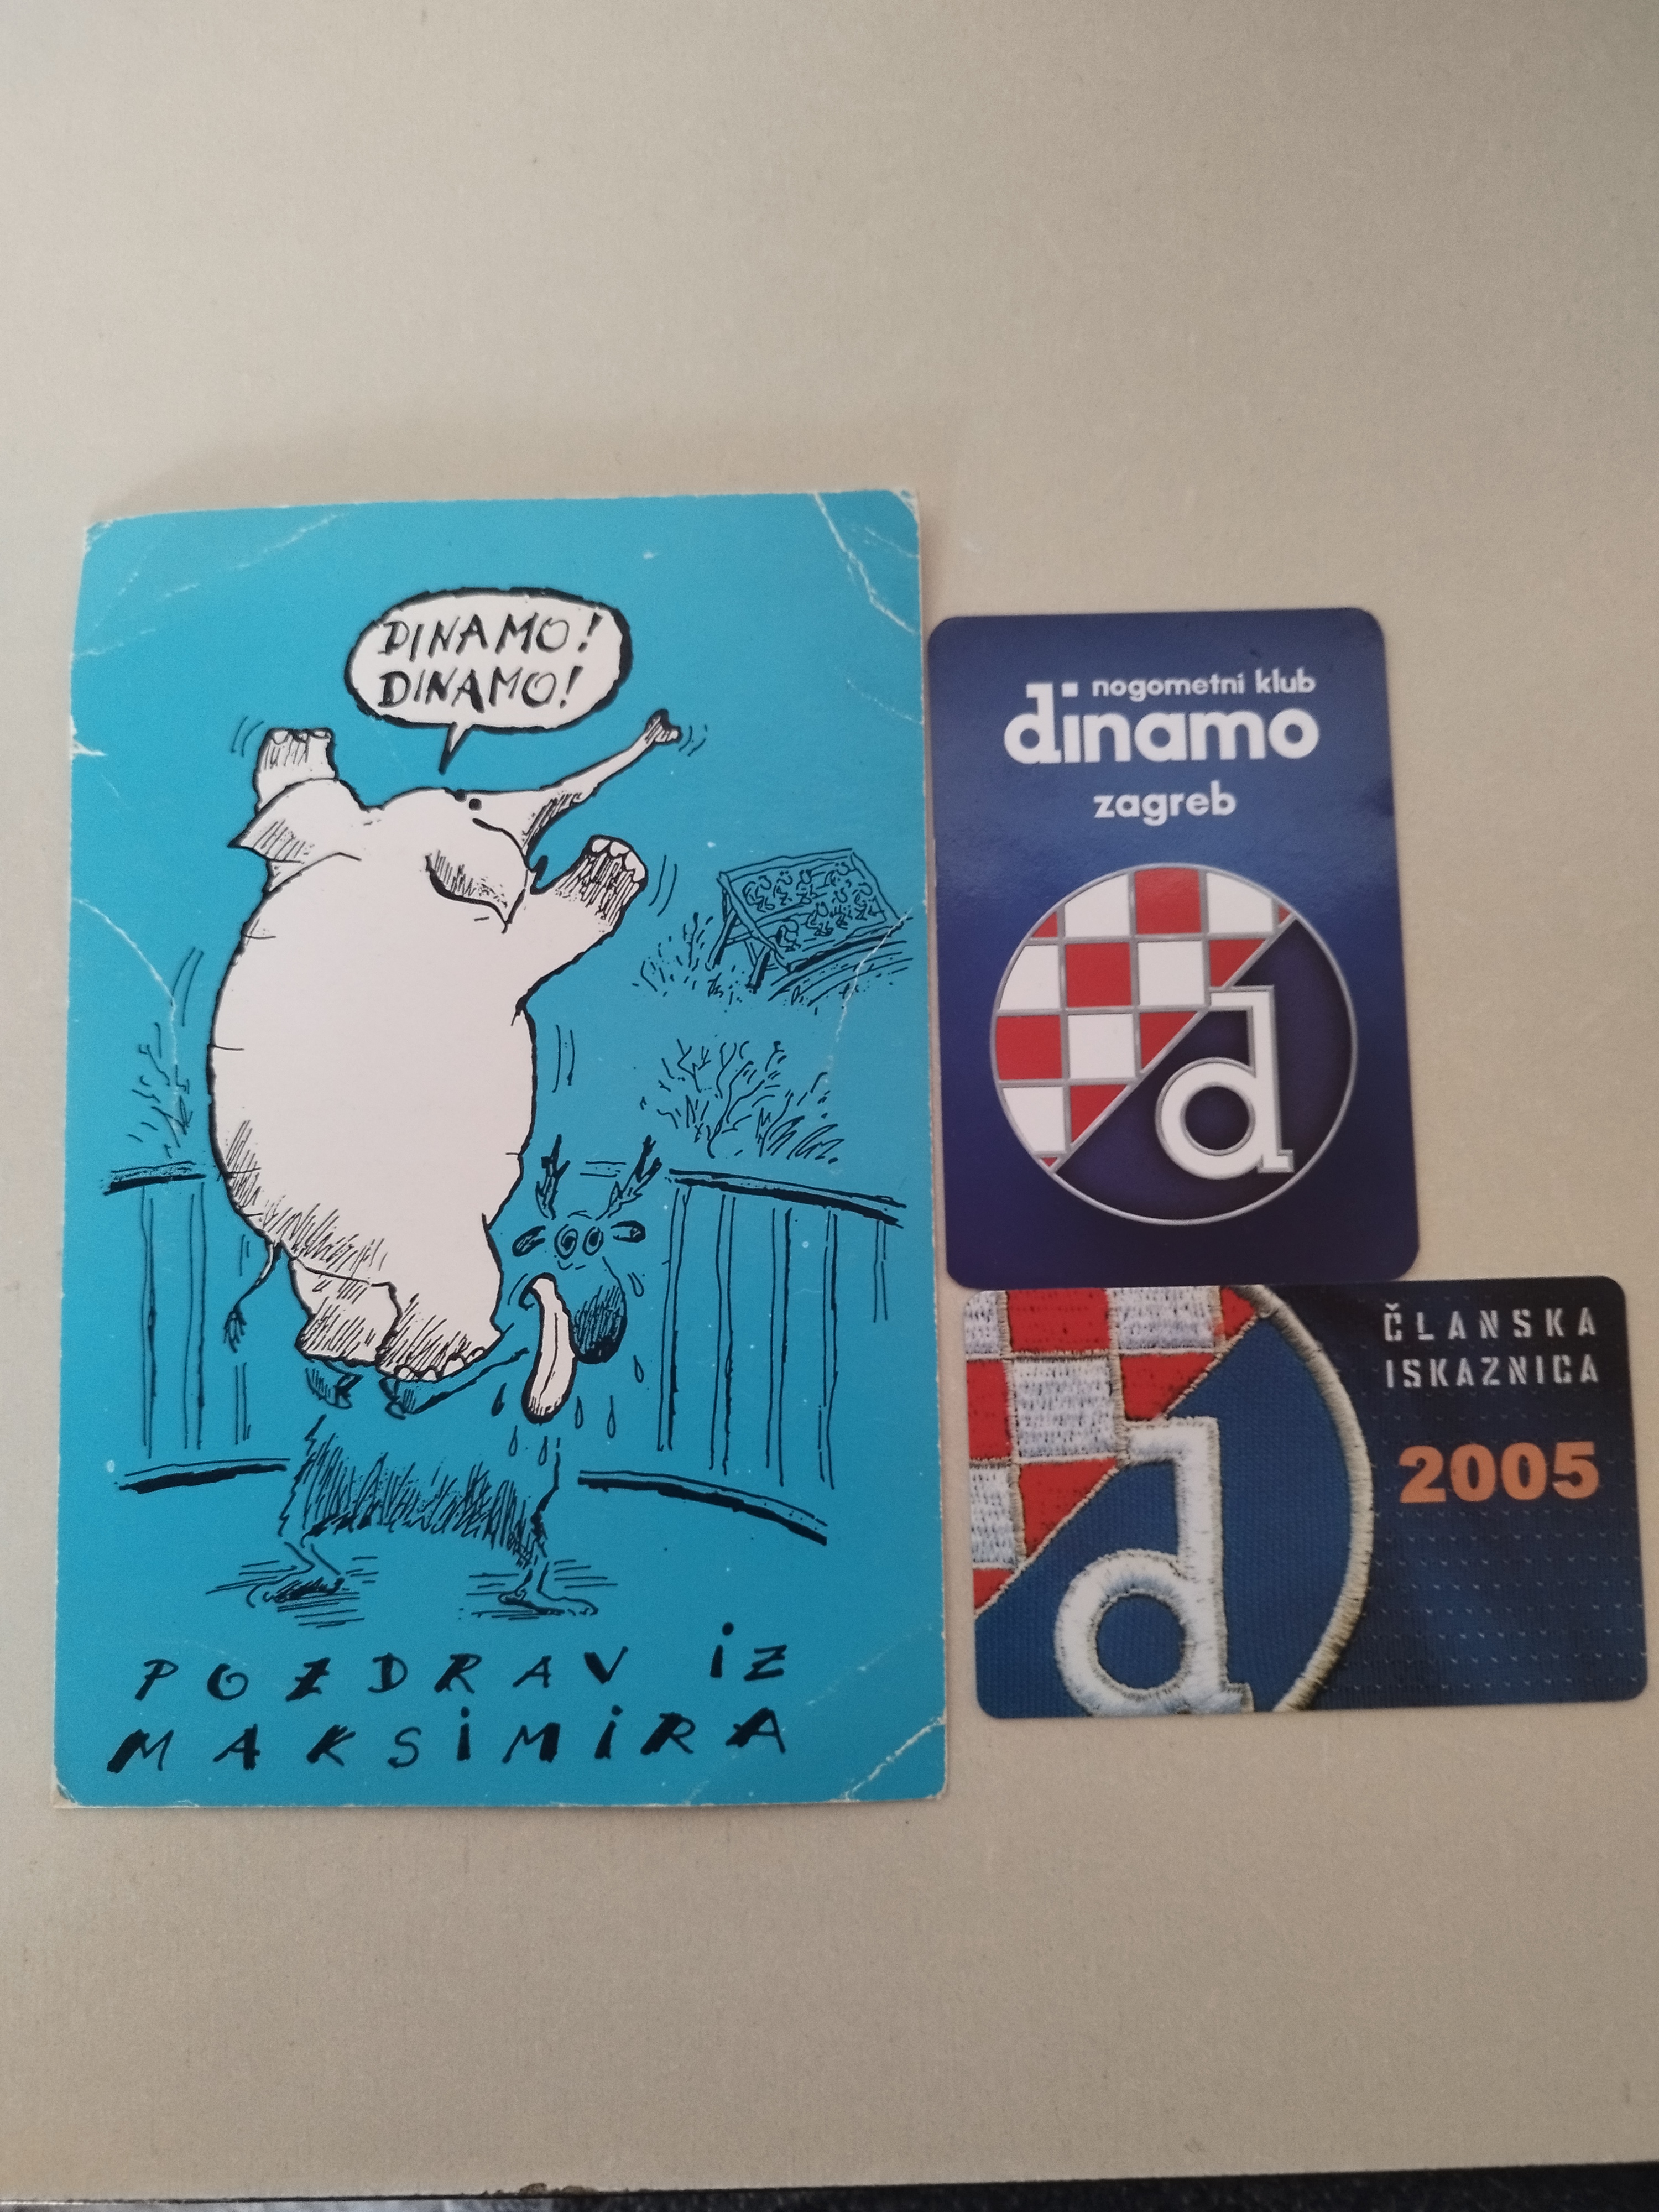 DINAMO!
DINAMO!
POZDRAV iZ
MAKSiMiRA
nogometni klub
dinamo
zagreb
d
ČLANSKA
ISKAZNICA
2005
d